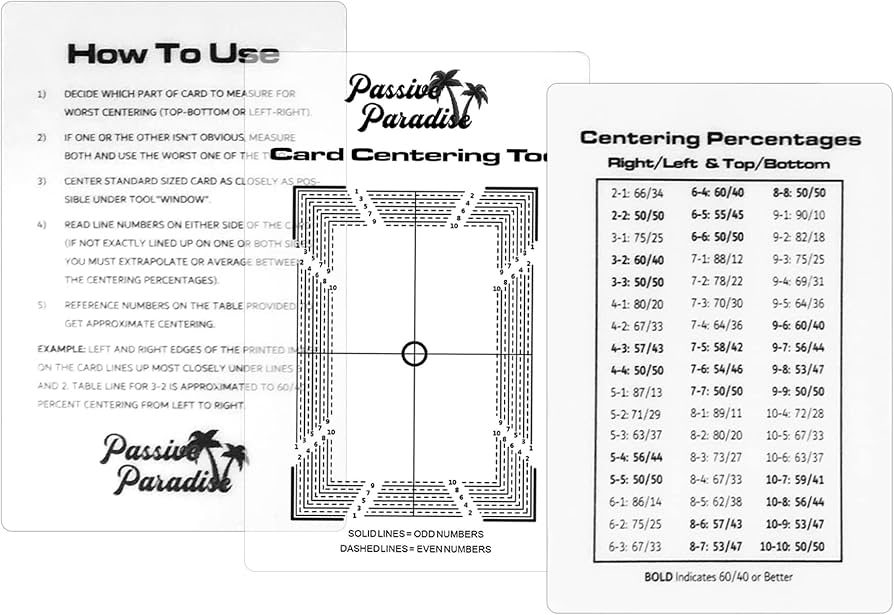 How To Use
1) DECIDE WHICH PART OF CARD TO MEASURE FOR
WORST CENTERING (TOP-BOTTOM OR LEFT-RIGHT).
2) IF ONE OR THE OTHER ISN'T OBVIOUS, MEASURE
BOTH AND USE THE WORST ONE OF THE
3) CENTER STANDARD SIZED CARD AS CLOSELY AS POS-
SIBLE UNDER TOOL"WINDOW".
4) READ LINE NUMBERS ON EITHER SIDE OF THE
(IF NOT EXACTLY LINED UP ON ONE OR BOTH
YOU MUST EXTRAPOLATE OR AVERAGE BETWEEN
THE CENTERING PERCENTAGES).
5) REFERENCE NUMBERS ON THE TABLE PROVIDED
GET APPROXIMATE CENTERING.
EXAMPLE: LEFT AND RIGHT EDGES OF THE PRINTED
ON THE CARD LINES UP MOST CLOSELY UNDER LINES
AND 2. TABLE LINE FOR 3-2 IS APPROXIMATED TO
PERCENT CENTERING FROM LEFT TO RIGHT.
Passive
Paradise
Passive
Paradise
Card Centering
1 3 5 7 9
10 8 6 4 2
1 3 5 7 9
2 4 6 8 10
1 3 5 7 9
2 4 6 8 10
1 3 5 7 9
2 4 6 8 10
1 3 5 7 9
2 4 6 8 10
1 3 5 7 9
10 8 6 4 2
SOLID LINES = ODD NUMBERS
DASHED LINES = EVEN NUMBERS
Centering Percentages
Right/Left & Top/Bottom
2-1: 66/34
2-2: 50/50
3-1: 75/25
3-2: 60/40
3-3: 50/50
4-1: 80/20
4-2: 67/33
4-3: 57/43
4-4: 50/50
5-1: 87/13
5-2: 71/29
5-3: 63/37
5-4: 56/44
5-5: 50/50
6-1: 86/14
6-2: 75/25
6-3: 67/33
6-4: 60/40
6-5: 55/45
6-6: 50/50
7-1: 88/12
7-2: 78/22
7-3: 70/30
7-4: 64/36
7-5: 58/42
7-6: 54/46
7-7: 50/50
8-1: 89/11
8-2: 80/20
8-3: 73/27
8-4: 67/33
8-5: 62/38
8-6: 57/43
8-7: 53/47
8-8: 50/50
9-1: 90/10
9-2: 82/18
9-3: 75/25
9-4: 69/31
9-5: 64/36
9-6: 60/40
9-7: 56/44
9-8: 53/47
9-9: 50/50
10-4: 72/28
10-5: 67/33
10-6: 63/37
10-7: 59/41
10-8: 56/44
10-9: 53/47
10-10: 50/50
BOLD Indicates 60/40 or Better